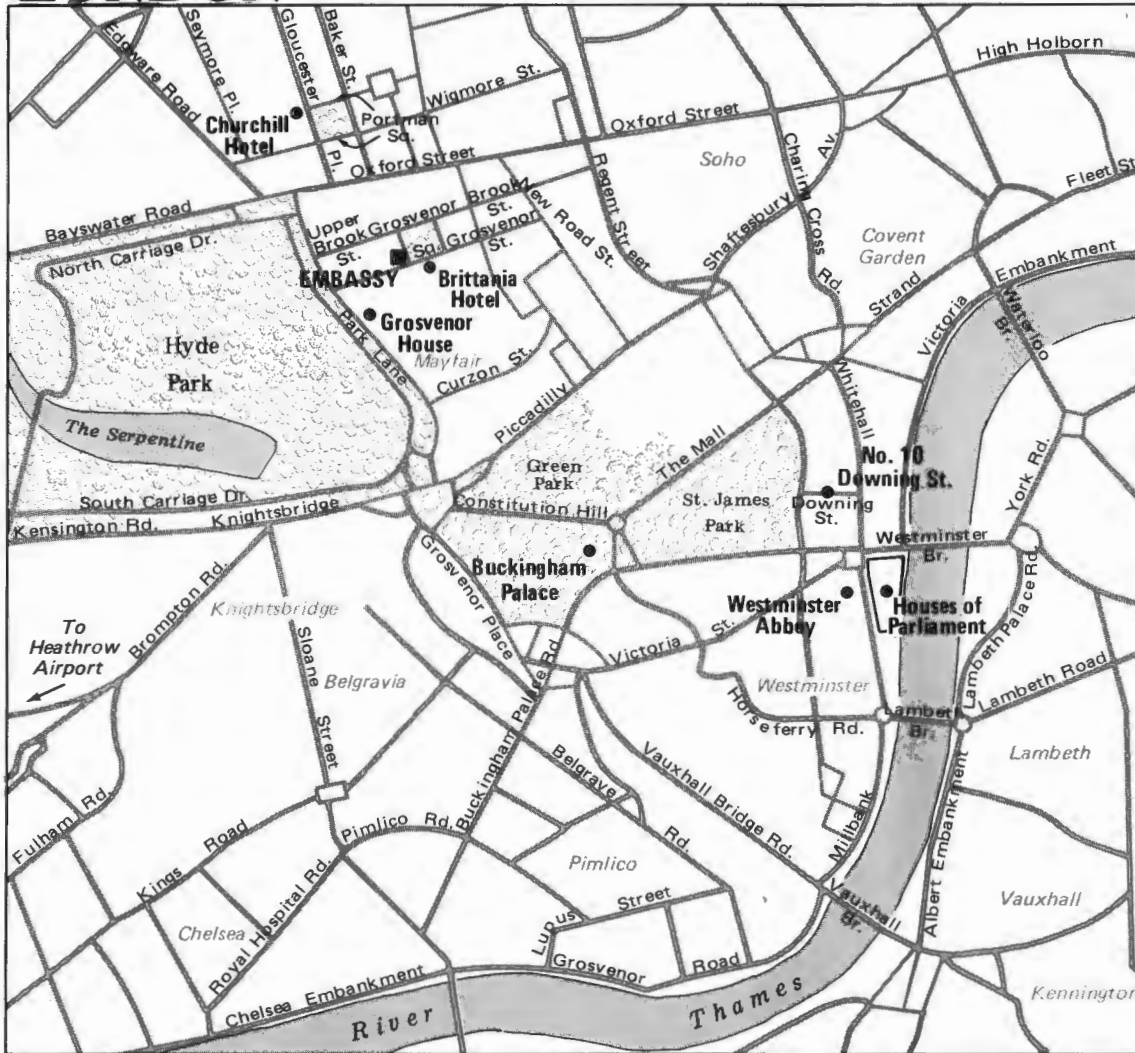 LONDON
Edgware Road
Seymore Pl.
Gloucester
Pl.
Baker St.
Wigmore St.
High Holborn
Churchill
Hotel
Portman
Sq.
Oxford Street
Oxford Street
Soho
Charing Cross
Rd.
Shaftesbury
Av.
Fleet St
Bayswater Road
North Carriage Dr.
Upper
Brook
St.
Grosvenor
Sq.
Brook
St.
Grosvenor
St.
New Road St.
Regent Street
Covent
Garden
Strand
Victoria
Embankment
Waterloo
Br.
EMBASSY
Brittania
Hotel
Grosvenor
House
Mayfair
Park Lane
Curzon St.
Hyde
Park
The Serpentine
Piccadilly
Whitehall
No. 10
Downing St.
Downing
St.
York Rd.
Green
Park
The Mall
St. James
Park
South Carriage Dr.
Kensington Rd.
Knightsbridge
Constitution Hill
Grosvenor Place
Buckingham
Palace
Westminster
Br.
Westminster
Abbey
Houses of
Parliament
Lambeth Palace Rd.
Knightsbridge
Brompton Rd.
To
Heathrow
Airport
Sloane
Street
Belgravia
Buckingham Palace Rd
Victoria
St.
Westminster
Horseferry Rd.
Lambeth
Br.
Lambeth Road
Lambeth
Belgrave
Rd.
Vauxhall Bridge Rd.
Millbank
Albert Embankment
Fulham Rd.
Kings
Road
Pimlico Rd.
Royal Hospital Rd.
Pimlico
Chelsea
Lupus
Street
Vauxhall
Br.
Vauxhall
Grosvenor
Road
Chelsea Embankment
River
Thames
Kennington